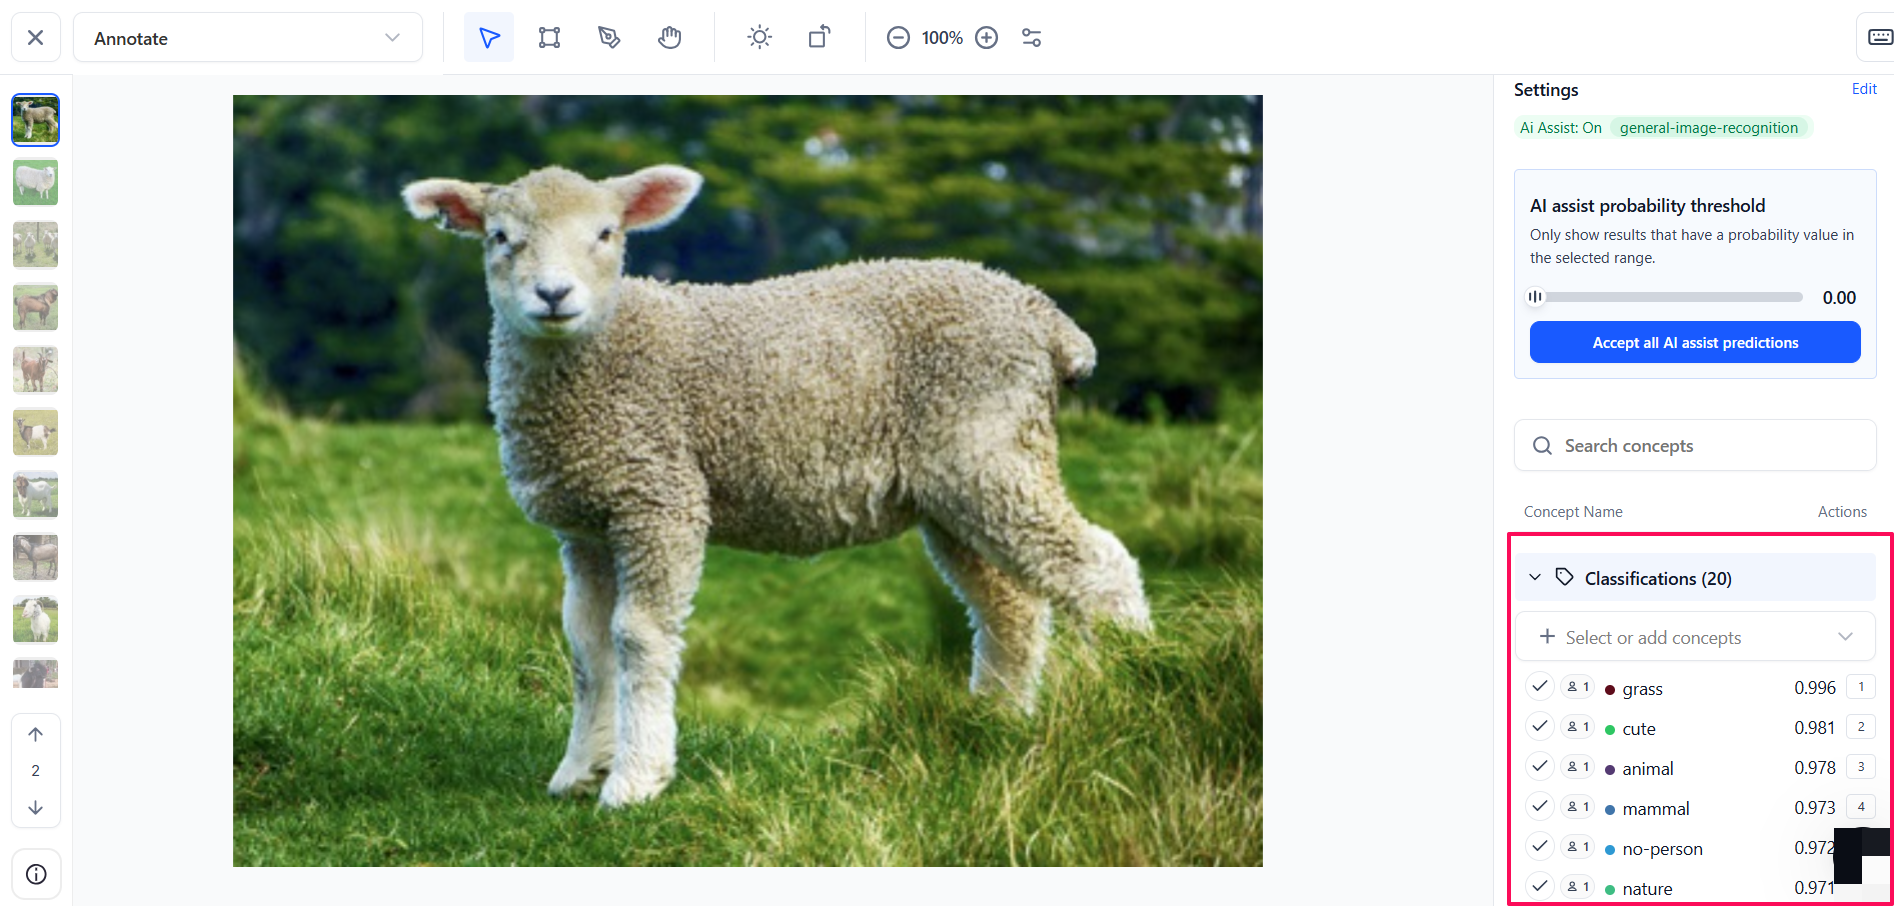 Annotate
100%
Settings
Edit
Ai Assist: On general-image-recognition
AI assist probability threshold
Only show results that have a probability value in
the selected range.
0.00
Accept all AI assist predictions
Search concepts
Concept Name
Actions
Classifications (20)
Select or add concepts
1 grass 0.996 1
1 cute 0.981 2
1 animal 0.978 3
1 mammal 0.973 4
1 no-person 0.972
1 nature 0.971
2